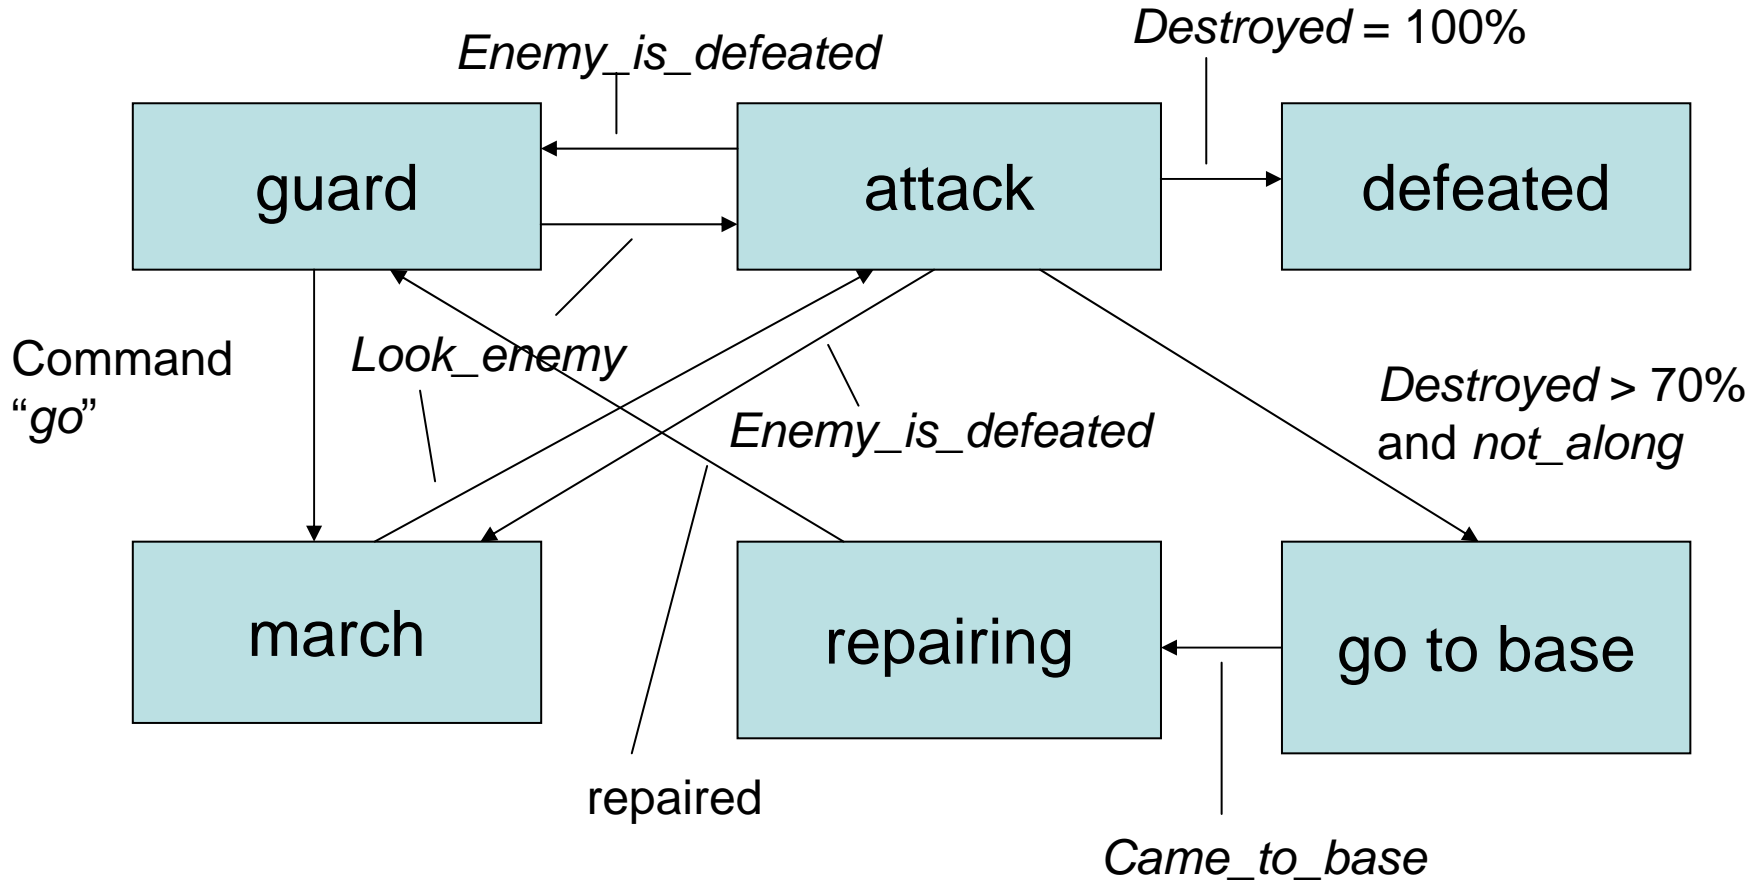 Destroyed = 100%
Enemy_is_defeated
guard
attack
defeated
Command
“go”
Look_enemy
Enemy_is_defeated
Destroyed > 70%
and not_along
march
repairing
go to base
repaired
Came_to_base